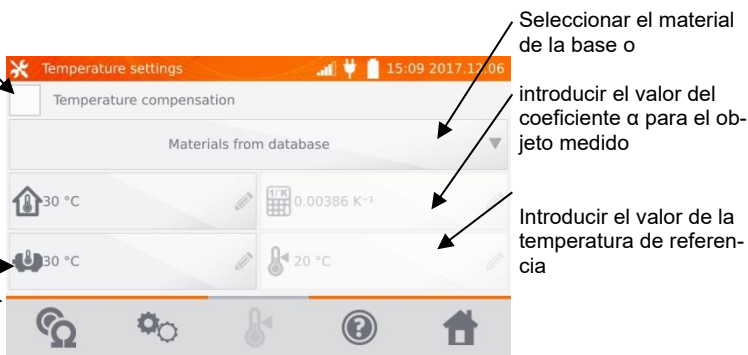 Seleccionar el material
de la base o
Temperature settings 15:09 2017.12.06
Temperature compensation
introducir el valor del
coeficiente α para el ob-
jeto medido
Materials from database
30 °C
1/K
0.00386 K⁻¹
Introducir el valor de la
temperatura de referen-
cia
30 °C
20 °C
Ω
?